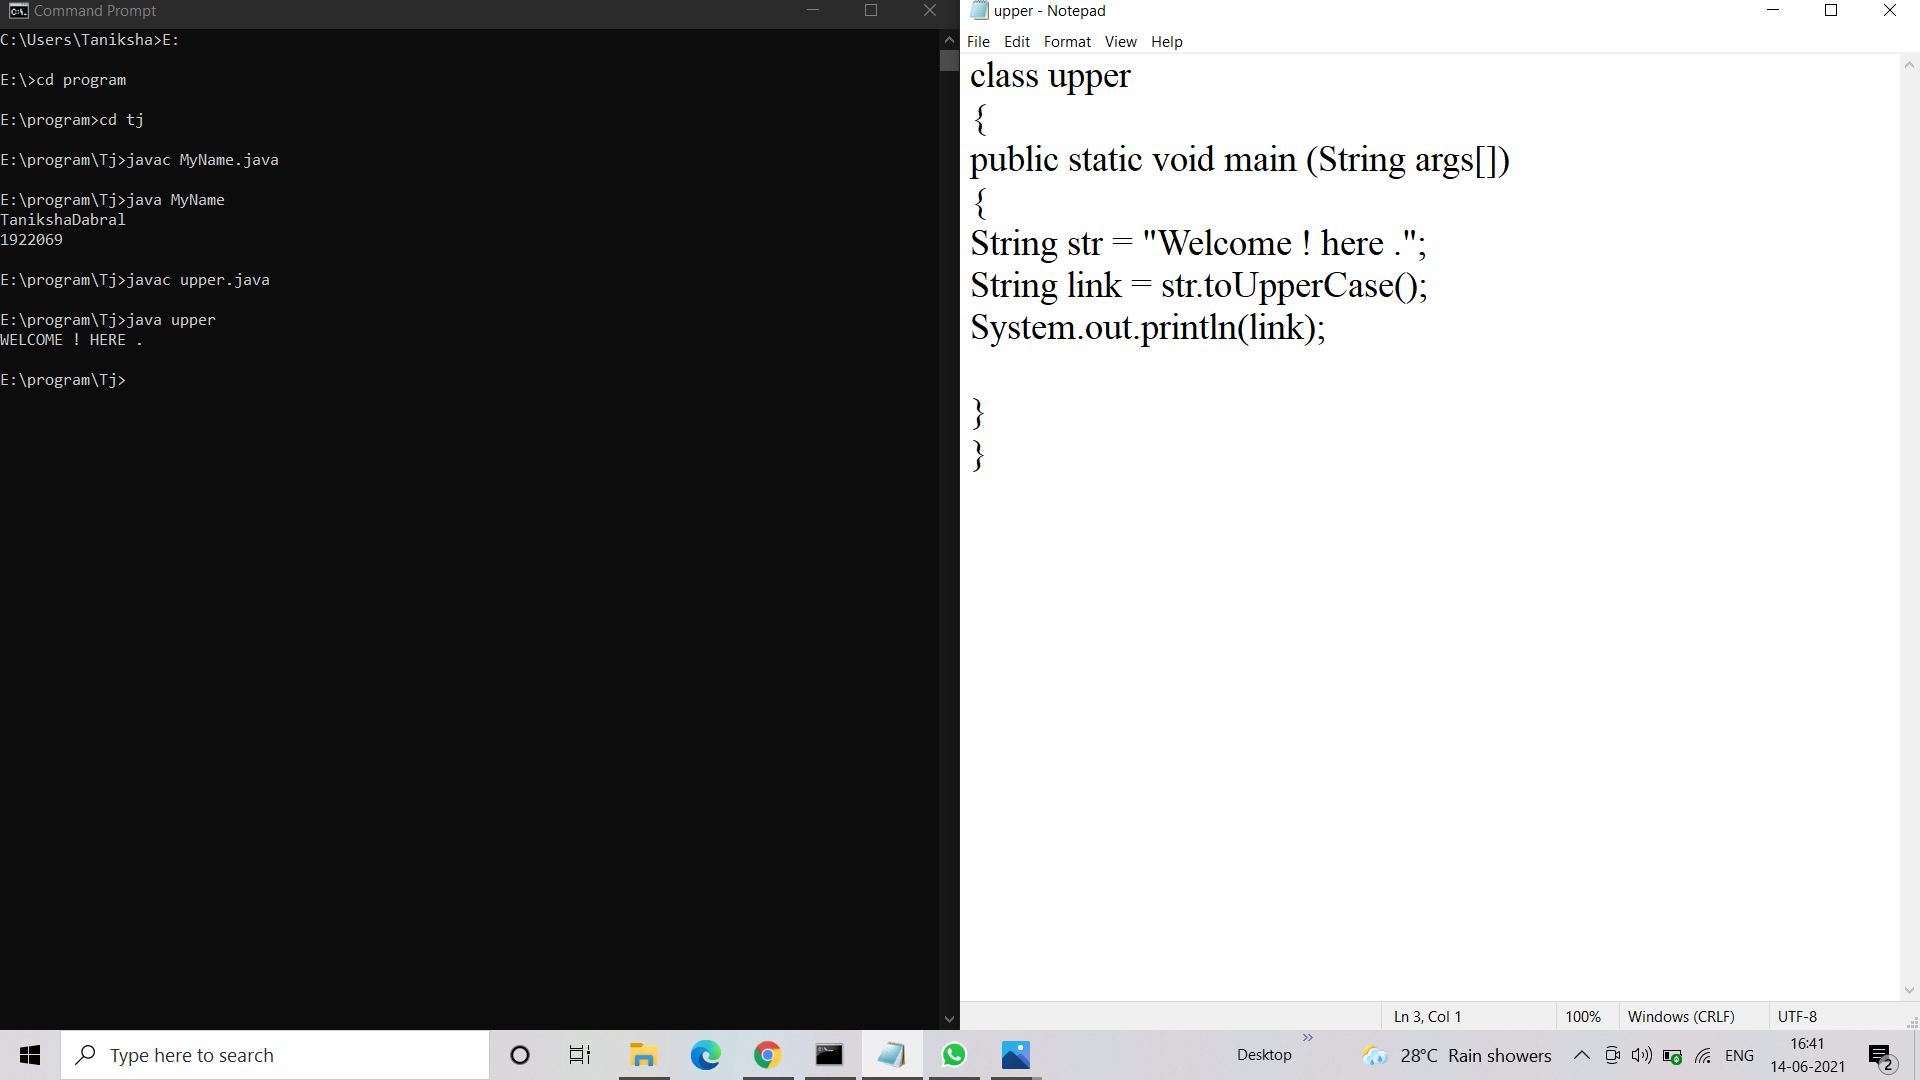 Command Prompt
C:\Users\Taniksha>E:
E:\>cd program
E:\program>cd tj
E:\program\Tj>javac MyName.java
E:\program\Tj>java MyName
TanikshaDabral
1922069
E:\program\Tj>javac upper.java
E:\program\Tj>java upper
WELCOME ! HERE .
E:\program\Tj>
upper - Notepad
File Edit Format View Help
class upper
{
public static void main (String args[])
{
String str = "Welcome ! here .";
String link = str.toUpperCase();
System.out.println(link);
}
}
Ln 3, Col 1 100% Windows (CRLF) UTF-8
Type here to search
Desktop
28°C Rain showers
ENG
16:41
14-06-2021
2